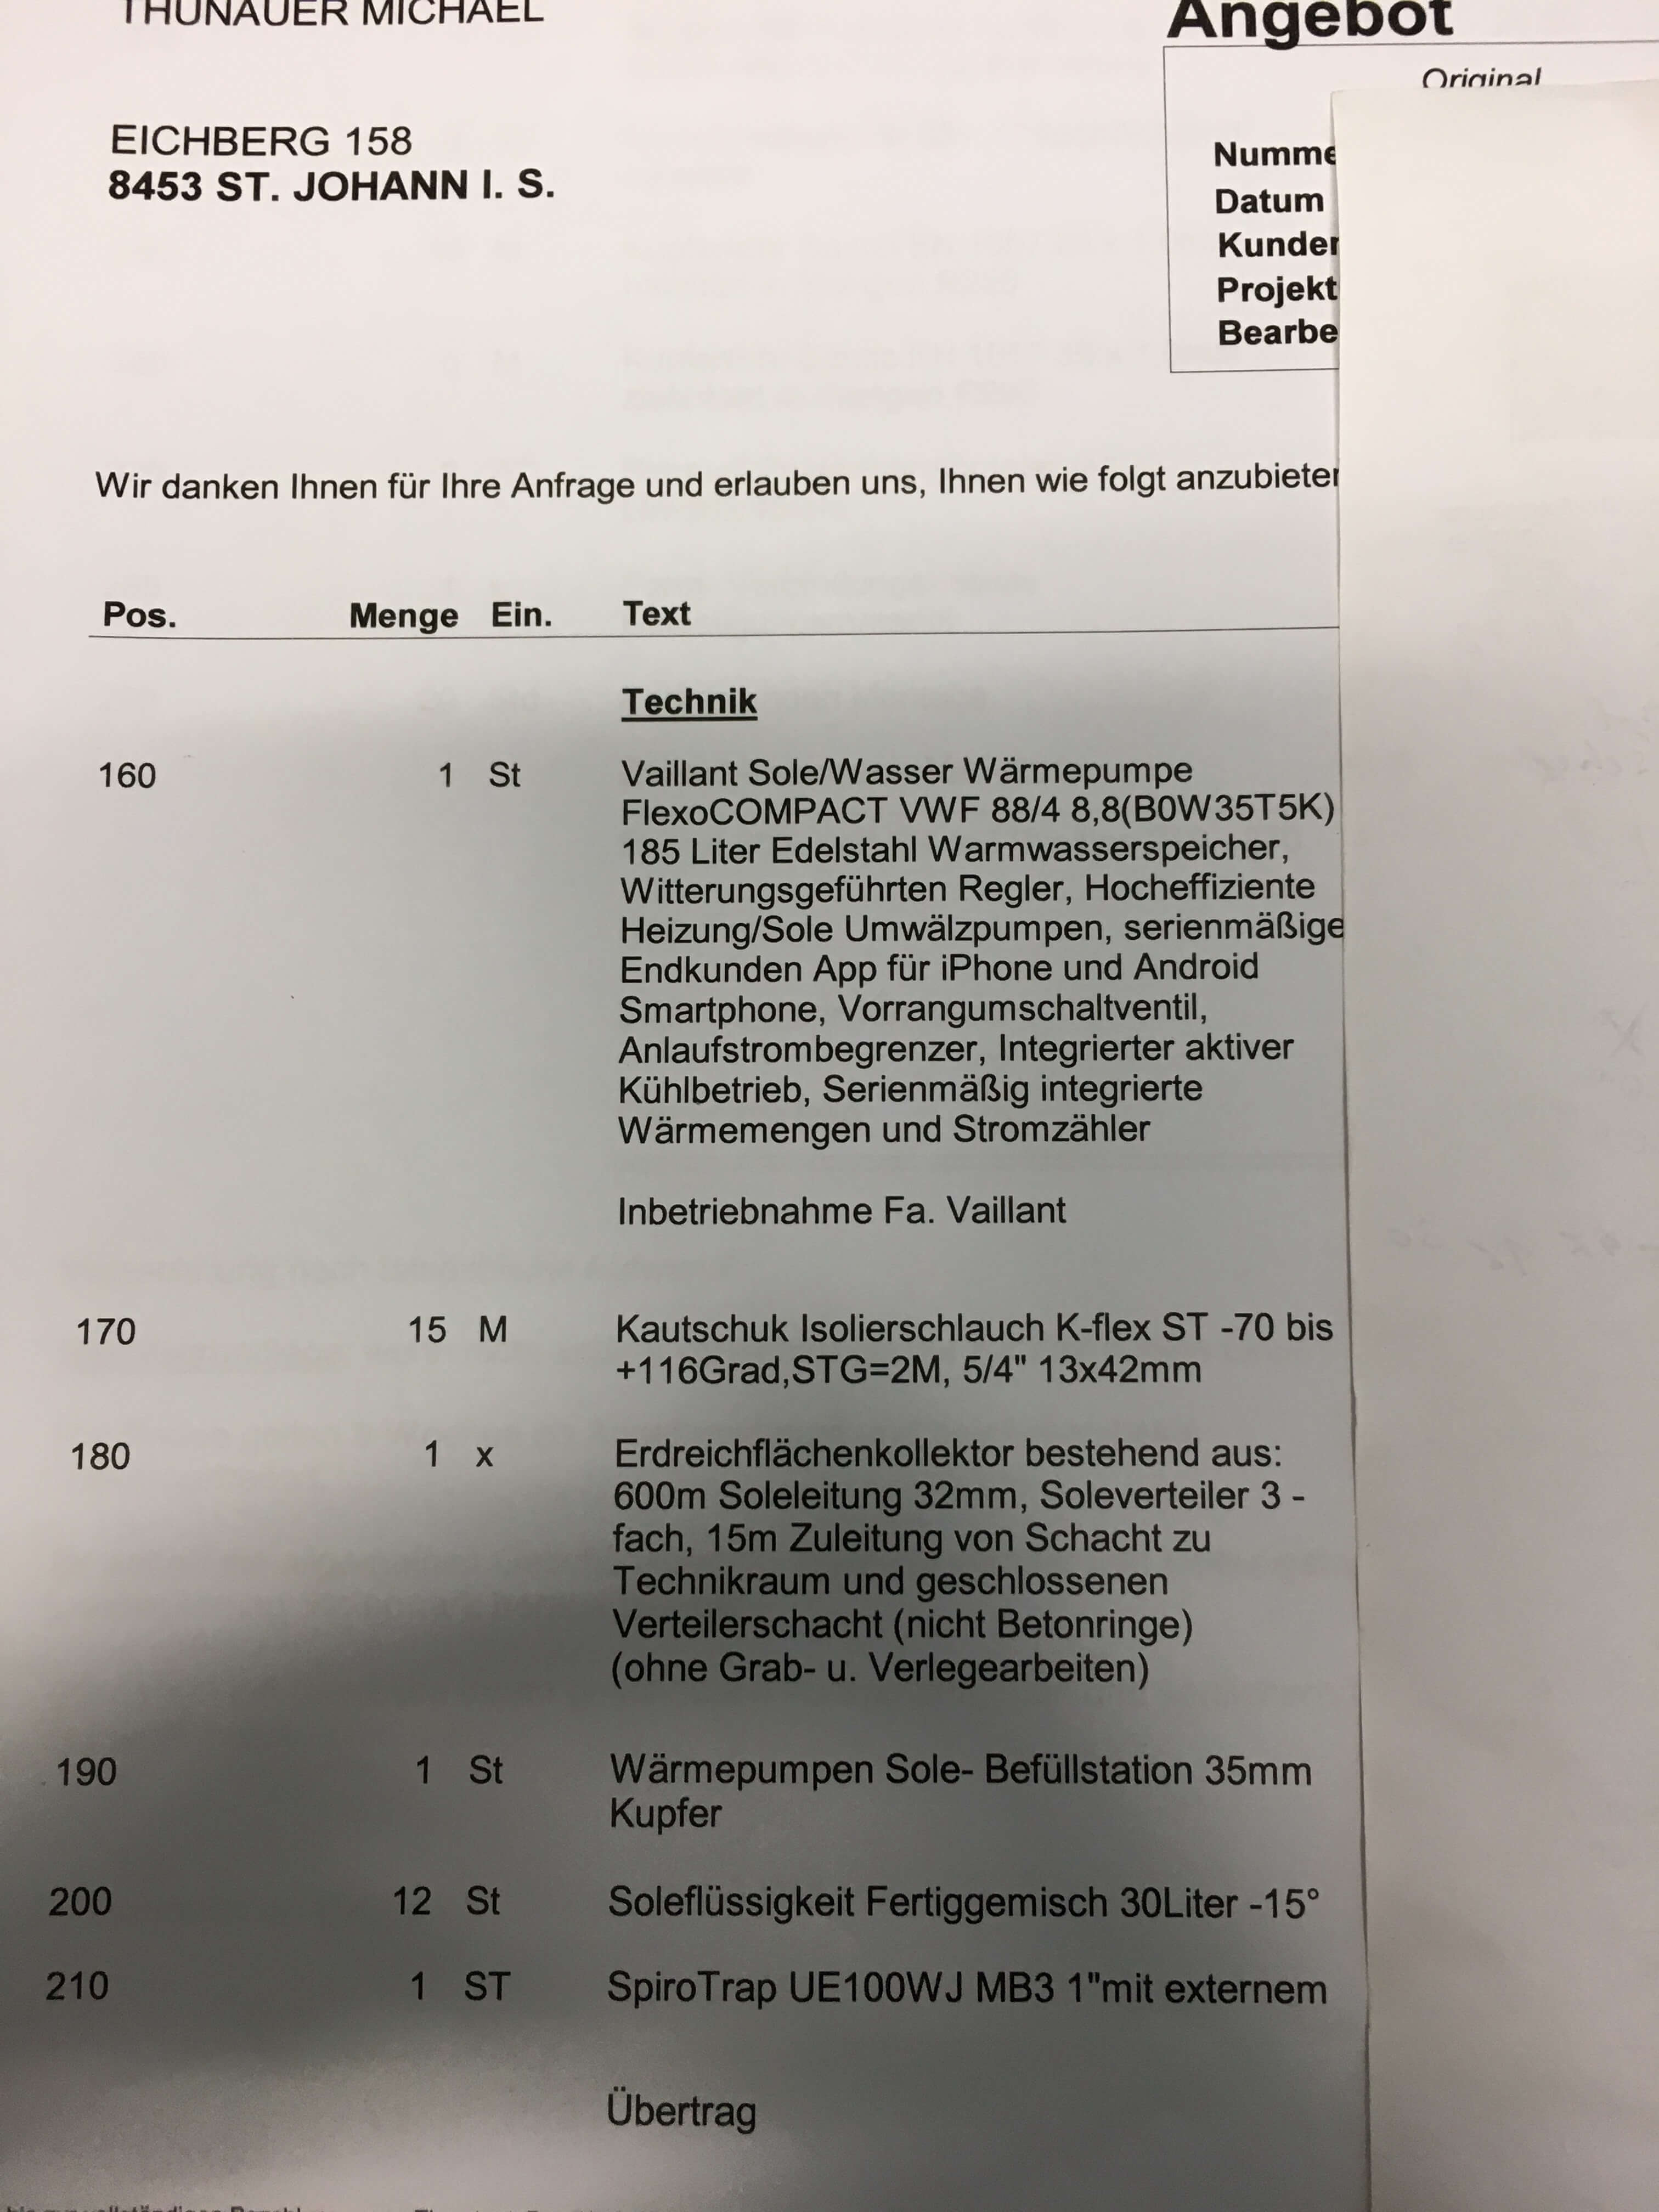 THUNAUER MICHAEL
Angebot
Original
EICHBERG 158
8453 ST. JOHANN I. S.
Numme
Datum
Kunder
Projekt
Bearbe
Wir danken Ihnen für Ihre Anfrage und erlauben uns, Ihnen wie folgt anzubieter
Pos. Menge Ein. Text
Technik
160 1 St Vaillant Sole/Wasser Wärmepumpe
FlexoCOMPACT VWF 88/4 8,8(B0W35T5K)
185 Liter Edelstahl Warmwasserspeicher,
Witterungsgeführten Regler, Hocheffiziente
Heizung/Sole Umwälzpumpen, serienmäßige
Endkunden App für iPhone und Android
Smartphone, Vorrangumschaltventil,
Anlaufstrombegrenzer, Integrierter aktiver
Kühlbetrieb, Serienmäßig integrierte
Wärmemengen und Stromzähler
Inbetriebnahme Fa. Vaillant
170 15 M Kautschuk Isolierschlauch K-flex ST -70 bis
+116Grad,STG=2M, 5/4" 13x42mm
180 1 x Erdreichflächenkollektor bestehend aus:
600m Soleleitung 32mm, Soleverteiler 3 -
fach, 15m Zuleitung von Schacht zu
Technikraum und geschlossenen
Verteilerschacht (nicht Betonringe)
(ohne Grab- u. Verlegearbeiten)
190 1 St Wärmepumpen Sole- Befüllstation 35mm
Kupfer
200 12 St Soleflüssigkeit Fertiggemisch 30Liter -15°
210 1 ST SpiroTrap UE100WJ MB3 1"mit externem
Übertrag